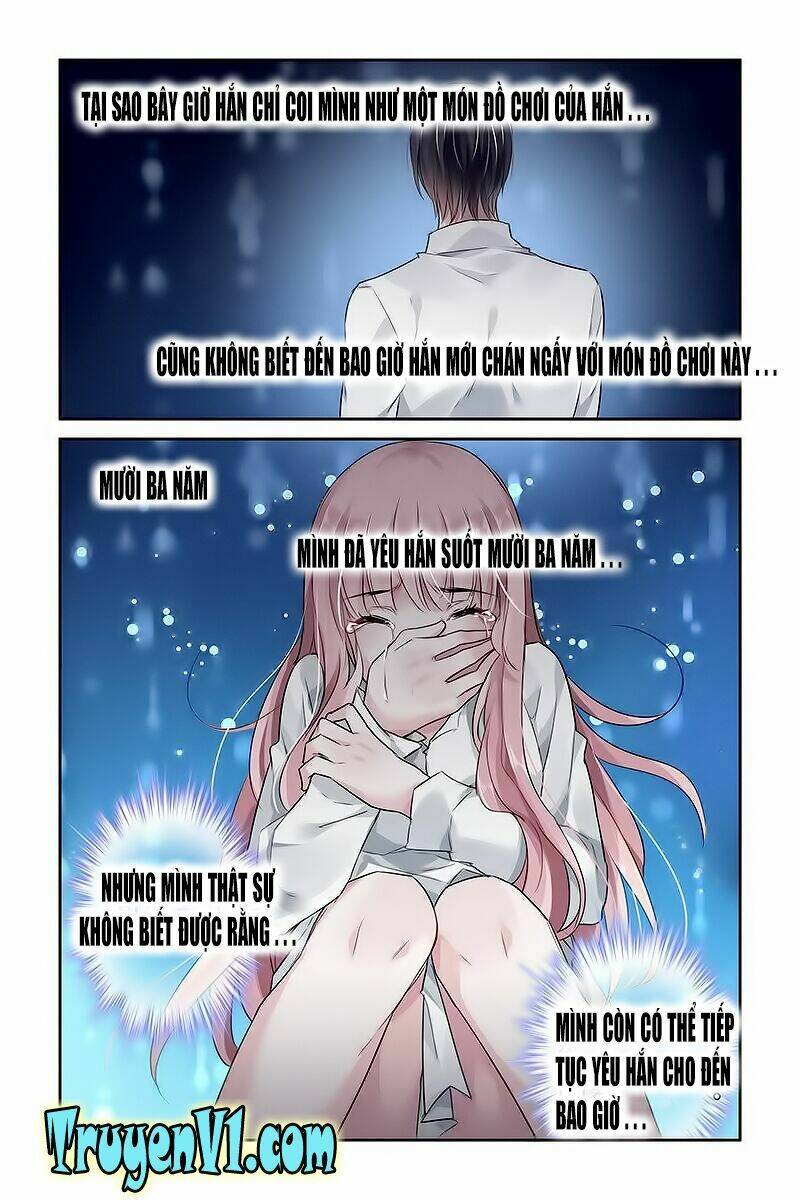 TẠI SAO BÂY GIỜ HẮN CHỈ COI MÌNH NHƯ MỘT MÓN ĐỒ CHƠI CỦA HẮN . . .
CŨNG KHÔNG BIẾT ĐẾN BAO GIỜ HẮN MỚI CHÁN NGẤY VỚI MÓN ĐỒ CHƠI NÀY . . .
MƯỜI BA NĂM
MÌNH ĐÃ YÊU HẮN SUỐT MƯỜI BA NĂM . . .
NHƯNG MÌNH THẬT SỰ
KHÔNG BIẾT ĐƯỢC RẰNG . . .
MÌNH CÒN CÓ THỂ TIẾP
TỤC YÊU HẮN CHO ĐẾN
BAO GIỜ . . .
TruyenV1.com